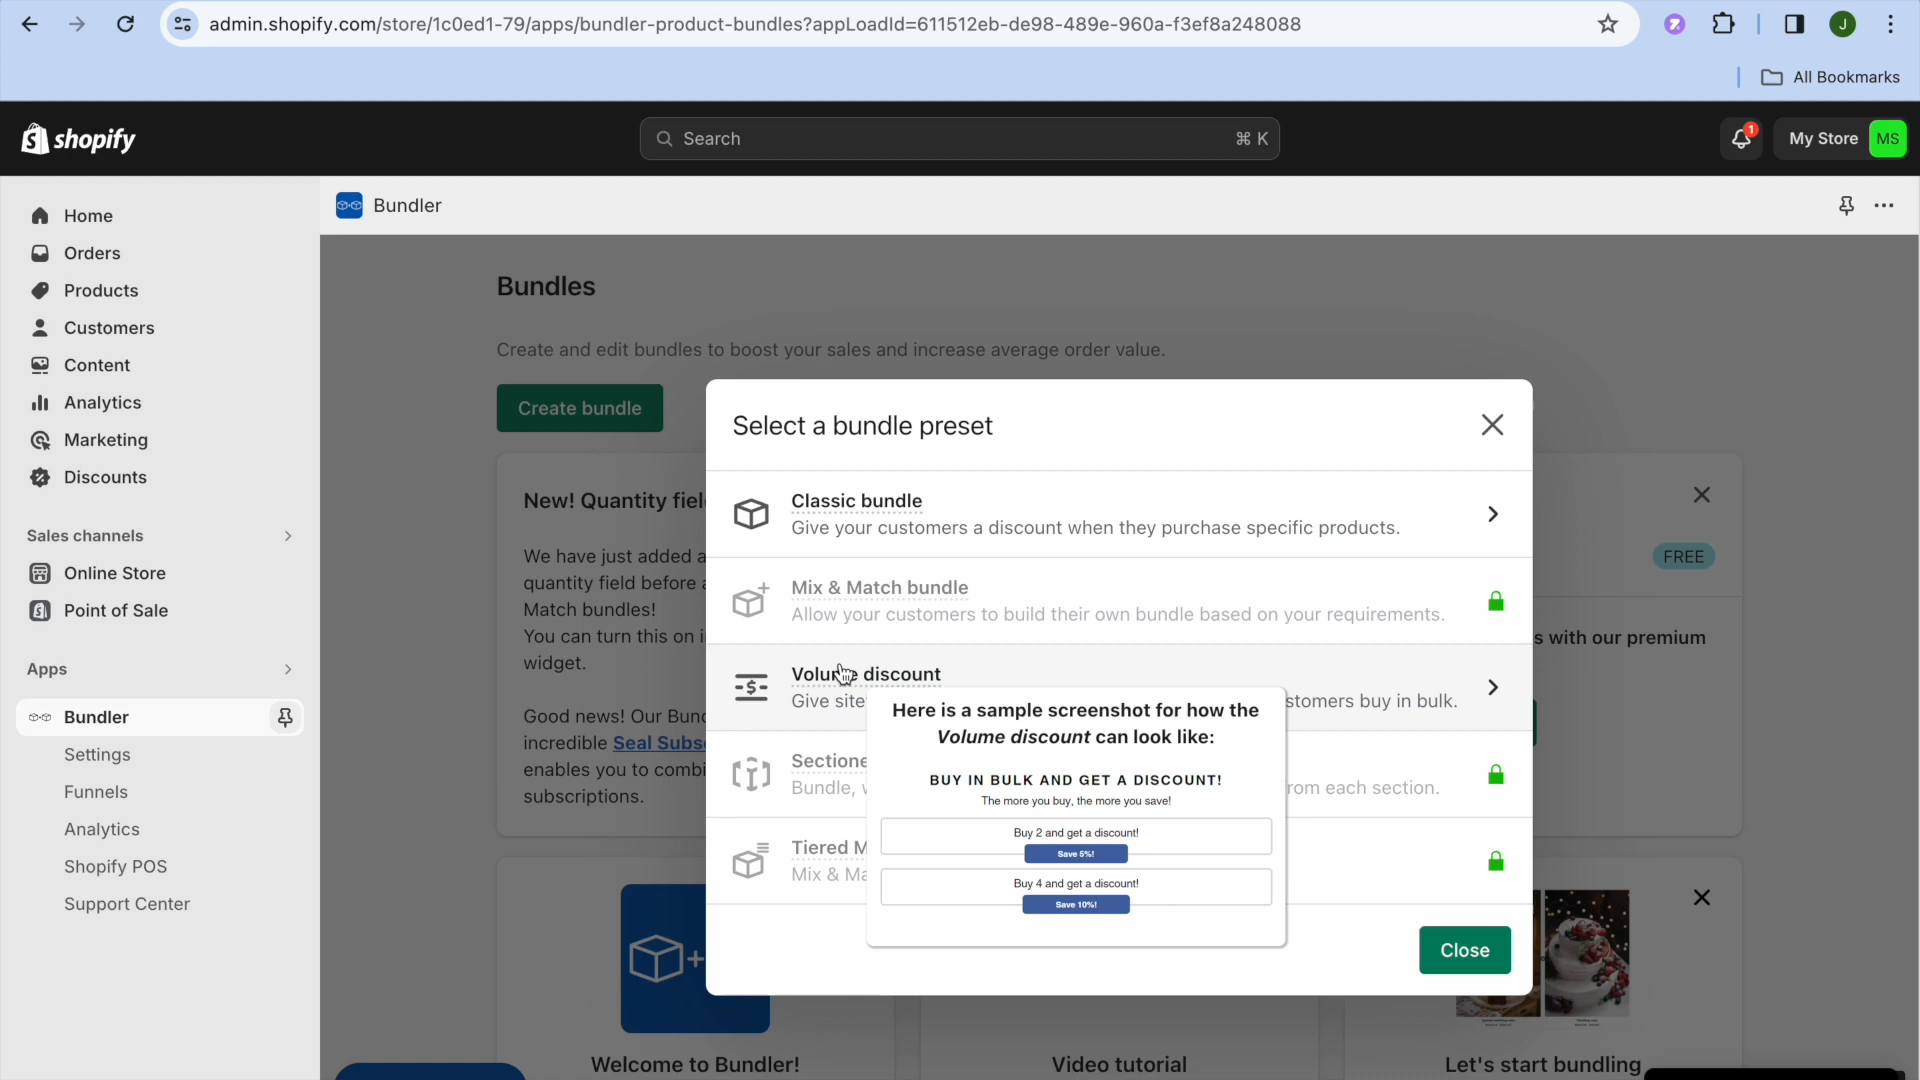 admin.shopify.com/store/1c0ed1-79/apps/bundler-product-bundles?appLoadId=611512eb-de98-489e-960a-f3ef8a248088
J
All Bookmarks
shopify
Search
⌘ K
1
My Store
MS
Home
Orders
Products
Customers
Content
Analytics
Marketing
Discounts
Sales channels
Online Store
Point of Sale
Apps
Bundler
Settings
Funnels
Analytics
Shopify POS
Support Center
Bundler
Bundles
Create and edit bundles to boost your sales and increase average order value.
Create bundle
New! Quantity fiel
We have just added a
quantity field before
Match bundles!
You can turn this on i
widget.
Good news! Our Bun
incredible Seal Subs
enables you to combi
subscriptions.
FREE
s with our premium
Select a bundle preset
Classic bundle
Give your customers a discount when they purchase specific products.
Mix & Match bundle
Allow your customers to build their own bundle based on your requirements.
Volume discount
Give site
stomers buy in bulk.
Sectione
Bundle, w
rom each section.
Tiered M
Mix & Ma
Here is a sample screenshot for how the
Volume discount can look like:
BUY IN BULK AND GET A DISCOUNT!
The more you buy, the more you save!
Buy 2 and get a discount!
Save 5%!
Buy 4 and get a discount!
Save 10%!
Close
Welcome to Bundler!
Video tutorial
Let's start bundling